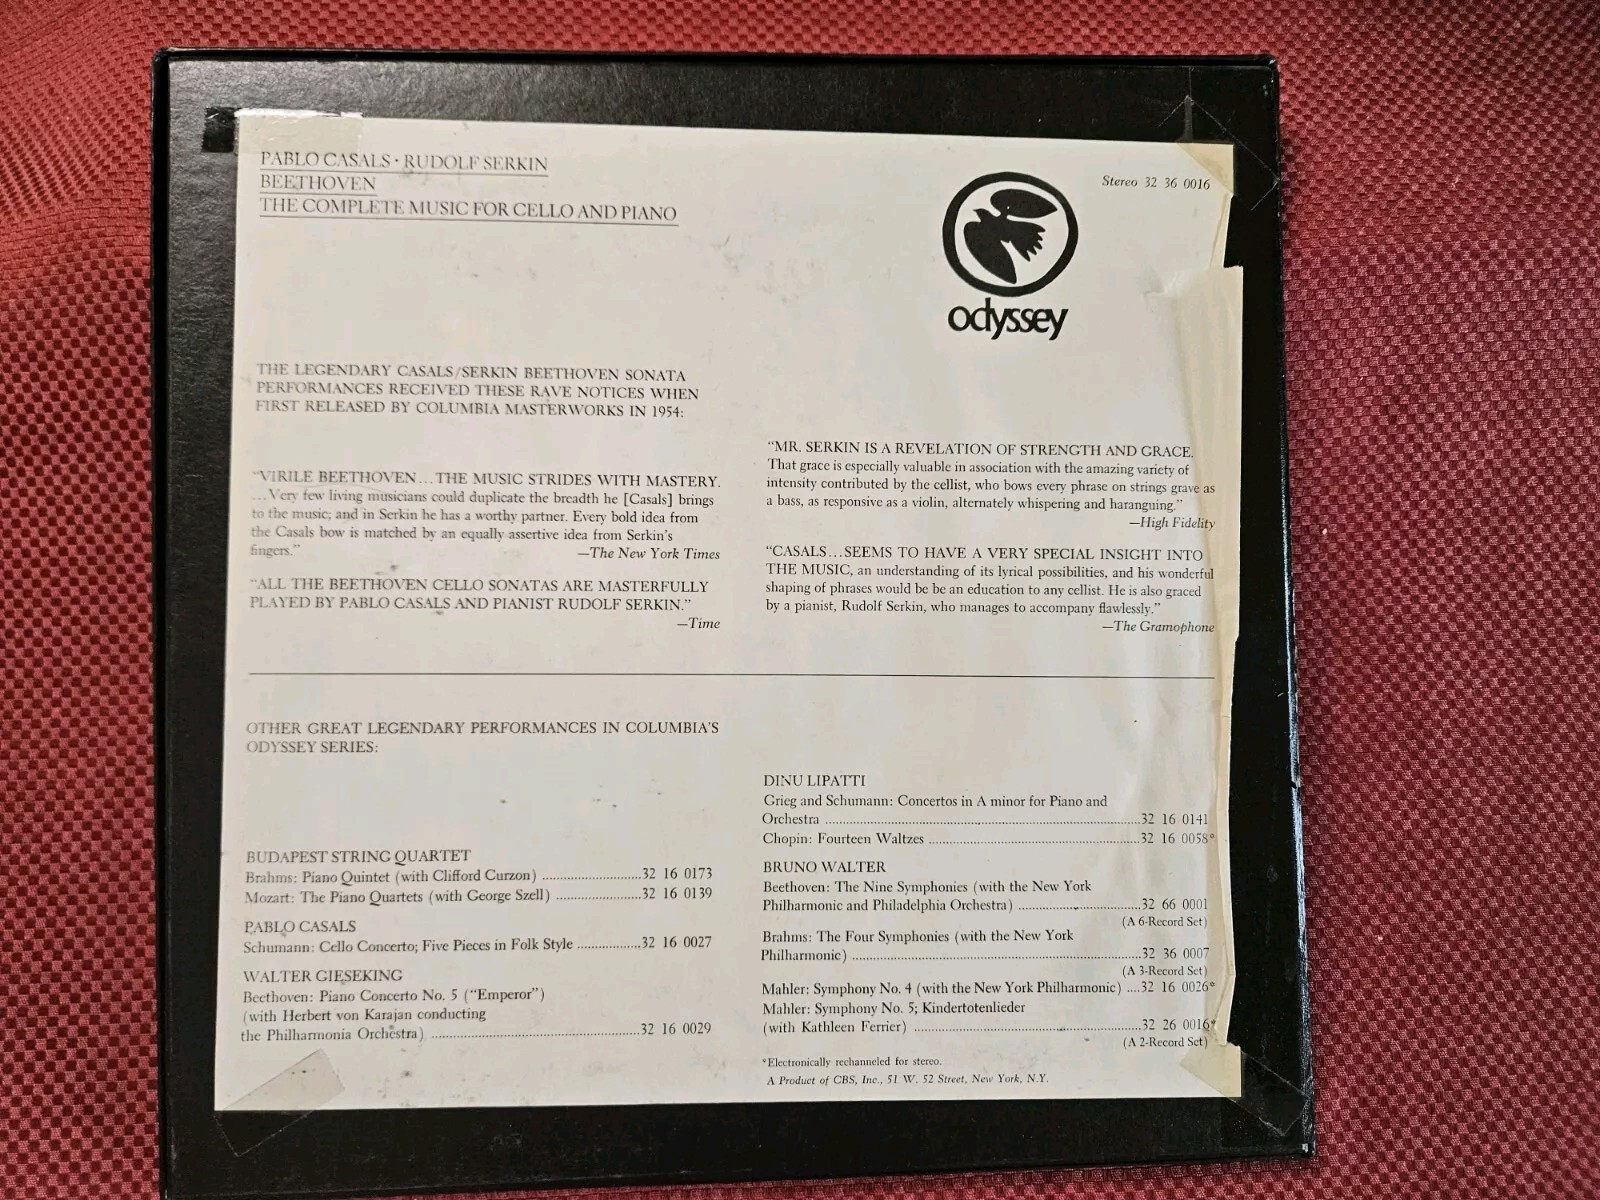 PABLO CASALS · RUDOLF SERKIN
BEETHOVEN
THE COMPLETE MUSIC FOR CELLO AND PIANO
Stereo 32 36 0016
odyssey
THE LEGENDARY CASALS/SERKIN BEETHOVEN SONATA
PERFORMANCES RECEIVED THESE RAVE NOTICES WHEN
FIRST RELEASED BY COLUMBIA MASTERWORKS IN 1954:
“VIRILE BEETHOVEN...THE MUSIC STRIDES WITH MASTERY.
...Very few living musicians could duplicate the breadth he [Casals] brings
to the music; and in Serkin he has a worthy partner. Every bold idea from
the Casals bow is matched by an equally assertive idea from Serkin's
fingers.” —The New York Times
“ALL THE BEETHOVEN CELLO SONATAS ARE MASTERFULLY
PLAYED BY PABLO CASALS AND PIANIST RUDOLF SERKIN.”
—Time
“MR. SERKIN IS A REVELATION OF STRENGTH AND GRACE.
That grace is especially valuable in association with the amazing variety of
intensity contributed by the cellist, who bows every phrase on strings grave as
a bass, as responsive as a violin, alternately whispering and haranguing.”
—High Fidelity
“CASALS...SEEMS TO HAVE A VERY SPECIAL INSIGHT INTO
THE MUSIC, an understanding of its lyrical possibilities, and his wonderful
shaping of phrases would be be an education to any cellist. He is also graced
by a pianist, Rudolf Serkin, who manages to accompany flawlessly.”
—The Gramophone
OTHER GREAT LEGENDARY PERFORMANCES IN COLUMBIA'S
ODYSSEY SERIES:
BUDAPEST STRING QUARTET
Brahms: Piano Quintet (with Clifford Curzon) ............................32 16 0173
Mozart: The Piano Quartets (with George Szell) ........................32 16 0139
PABLO CASALS
Schumann: Cello Concerto; Five Pieces in Folk Style .................32 16 0027
WALTER GIESEKING
Beethoven: Piano Concerto No. 5 (“Emperor”)
(with Herbert von Karajan conducting
the Philharmonia Orchestra) ......................................................32 16 0029
DINU LIPATTI
Grieg and Schumann: Concertos in A minor for Piano and
Orchestra ..............................................................................32 16 0141
Chopin: Fourteen Waltzes .....................................................32 16 0058*
BRUNO WALTER
Beethoven: The Nine Symphonies (with the New York
Philharmonic and Philadelphia Orchestra) ...............................32 66 0001
(A 6-Record Set)
Brahms: The Four Symphonies (with the New York
Philharmonic) .........................................................................32 36 0007
(A 3-Record Set)
Mahler: Symphony No. 4 (with the New York Philharmonic) ....32 16 0026*
Mahler: Symphony No. 5; Kindertotenlieder
(with Kathleen Ferrier) ..........................................................32 26 0016*
(A 2-Record Set)
*Electronically rechanneled for stereo.
A Product of CBS, Inc., 51 W. 52 Street, New York, N.Y.